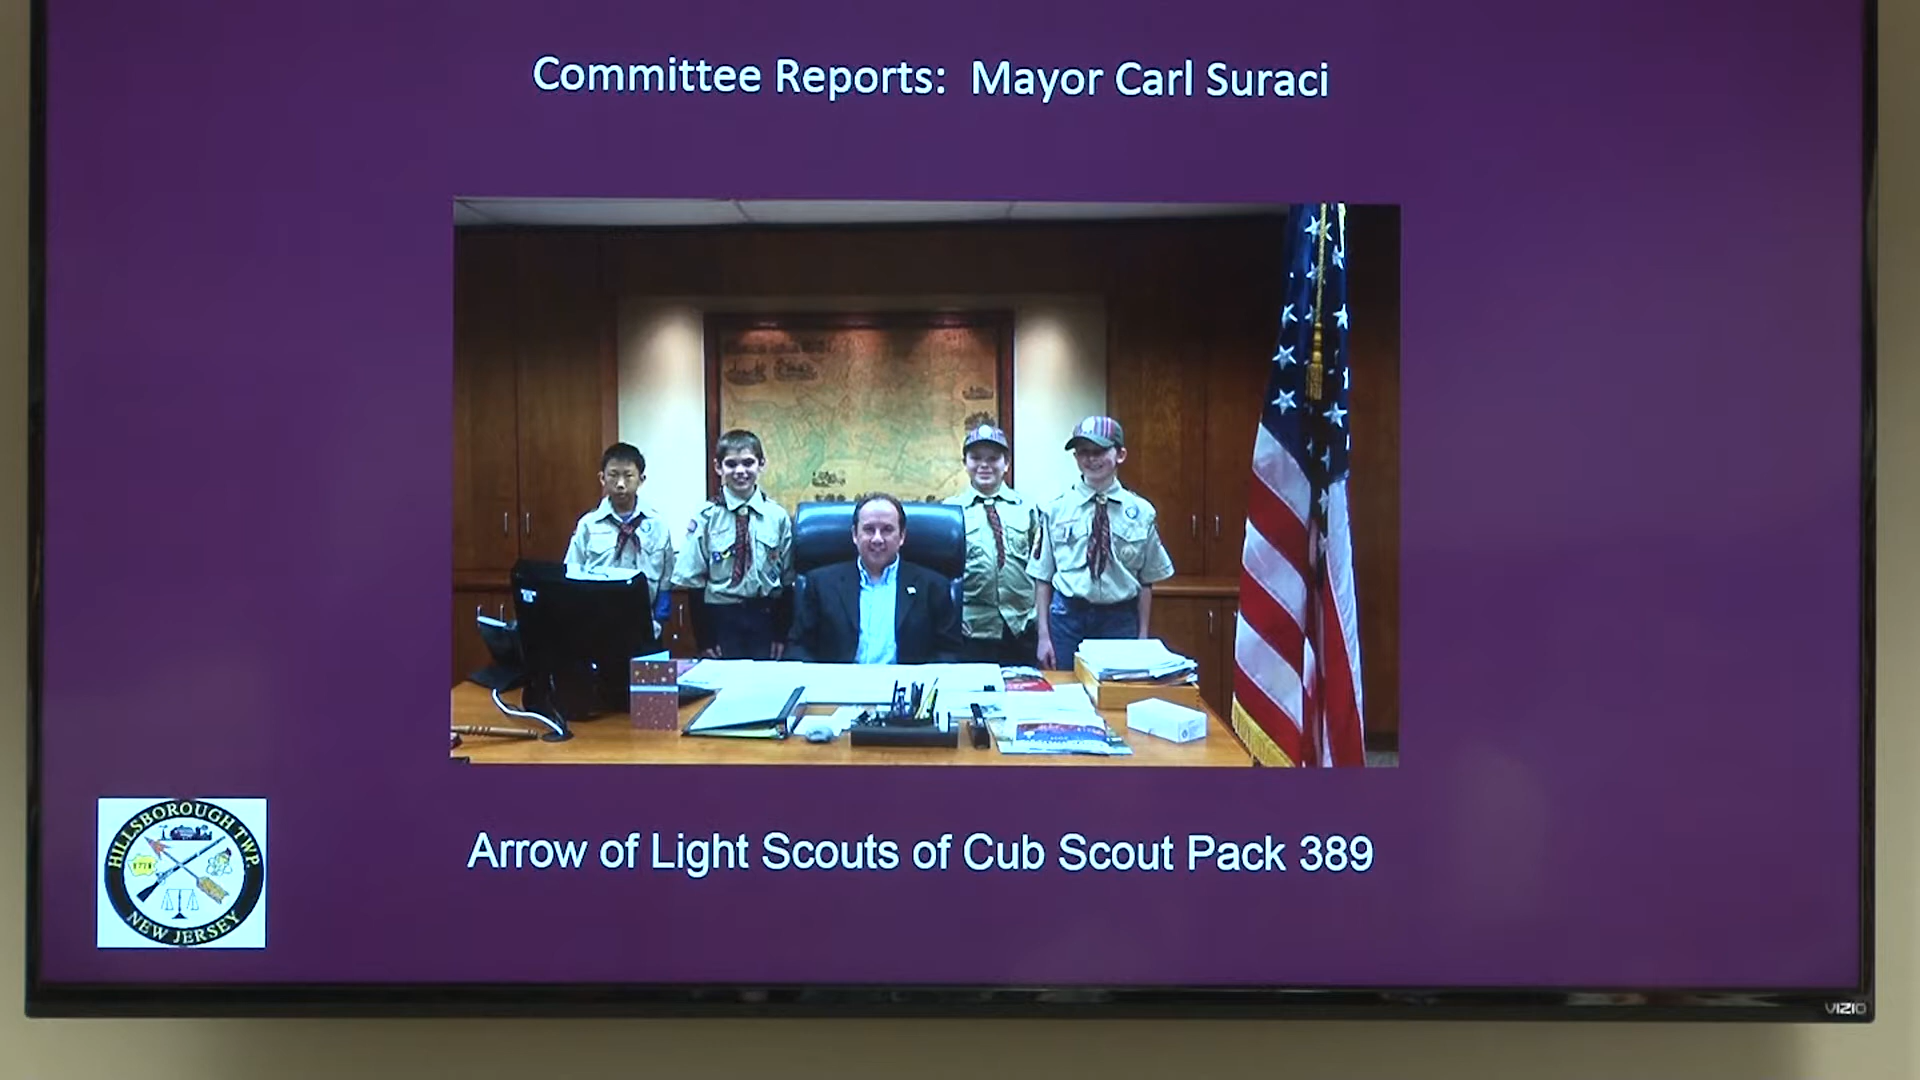 Committee Reports:  Mayor Carl Suraci
Arrow of Light Scouts of Cub Scout Pack 389
HILLSBOROUGH TWP.
1771
NEW JERSEY
VIZIO